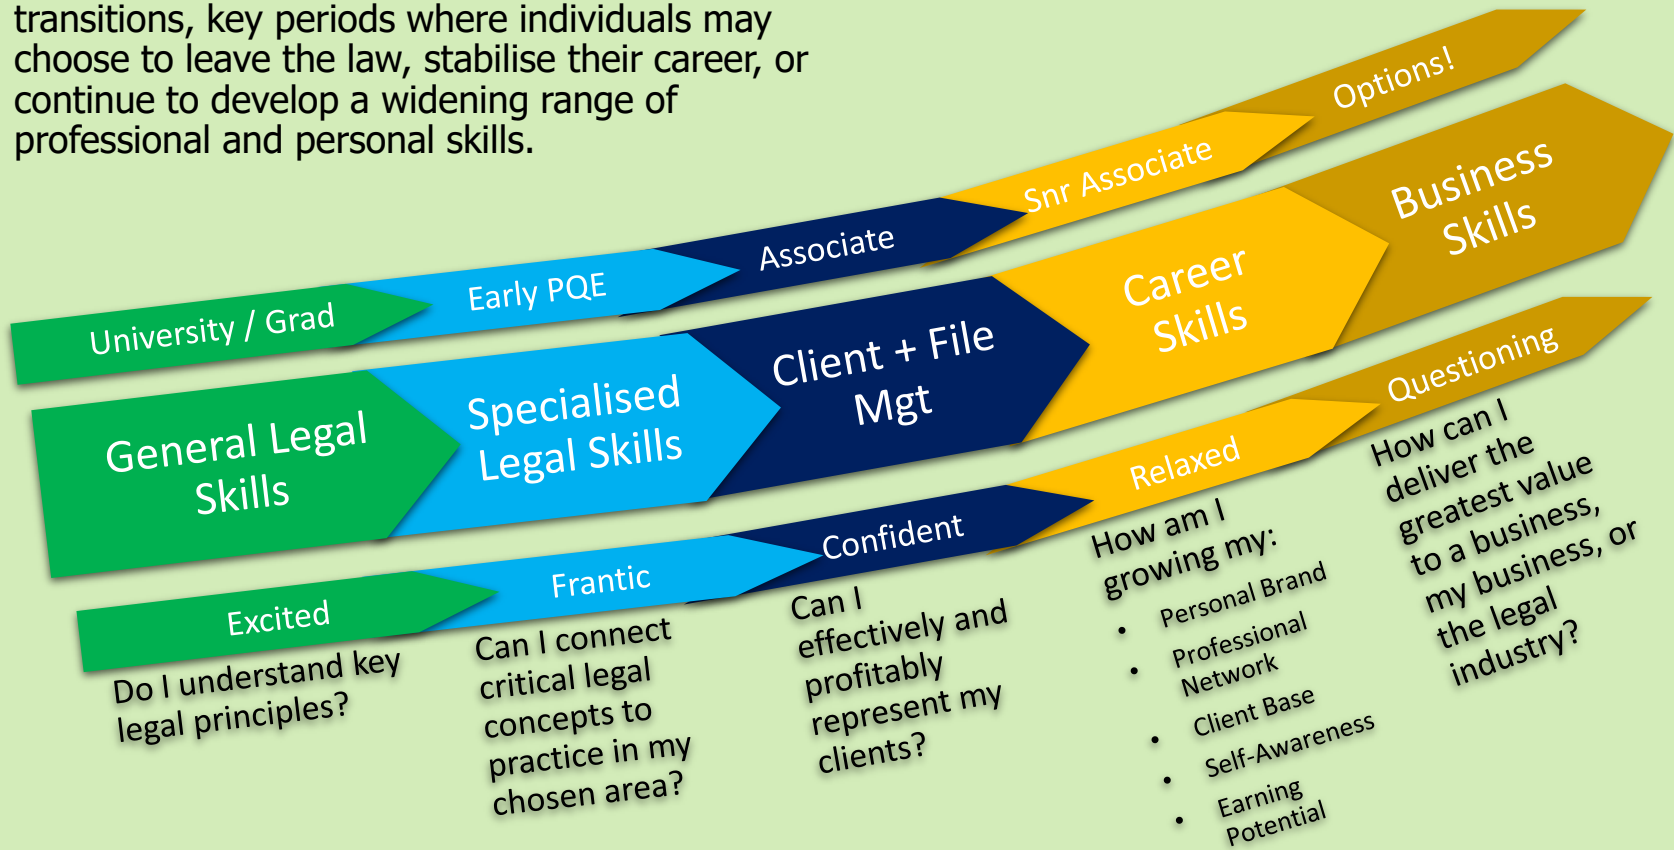 transitions, key periods where individuals may
choose to leave the law, stabilise their career, or
continue to develop a widening range of
professional and personal skills.
University / Grad
Early PQE
Associate
Snr Associate
Options!
General Legal
Skills
Specialised
Legal Skills
Client + File
Mgt
Career
Skills
Business
Skills
Excited
Frantic
Confident
Relaxed
Questioning
Do I understand key
legal principles?
Can I connect
critical legal
concepts to
practice in my
chosen area?
Can I
effectively and
profitably
represent my
clients?
How am I
growing my:
• Personal Brand
• Professional
Network
• Client Base
• Self-Awareness
• Earning
Potential
How can I
deliver the
greatest value
to a business,
my business, or
the legal
industry?